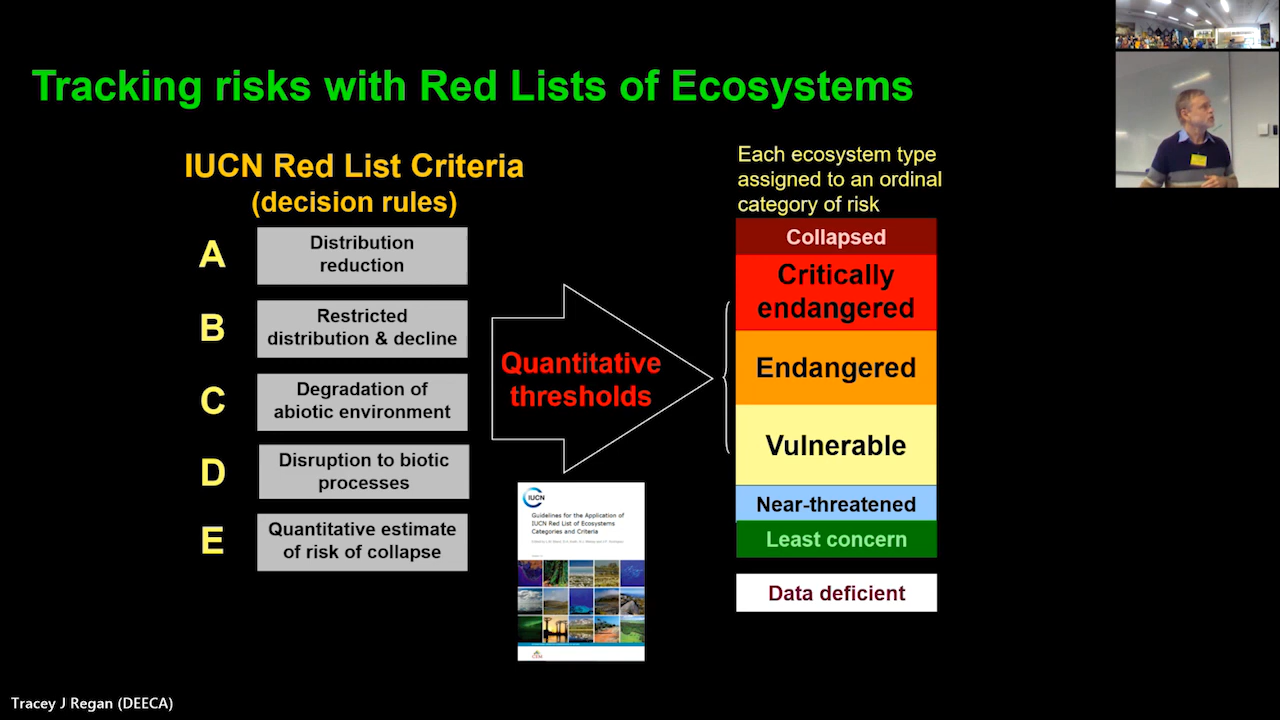 Tracking risks with Red Lists of Ecosystems
IUCN Red List Criteria
(decision rules)
A
Distribution
reduction
B
Restricted
distribution & decline
C
Degradation of
abiotic environment
D
Disruption to biotic
processes
E
Quantitative estimate
of risk of collapse
Quantitative
thresholds
IUCN
Guidelines for the Application of
IUCN Red List of Ecosystems
Categories and Criteria
Each ecosystem type
assigned to an ordinal
category of risk
Collapsed
Critically
endangered
Endangered
Vulnerable
Near-threatened
Least concern
Data deficient
Tracey J Regan (DEECA)